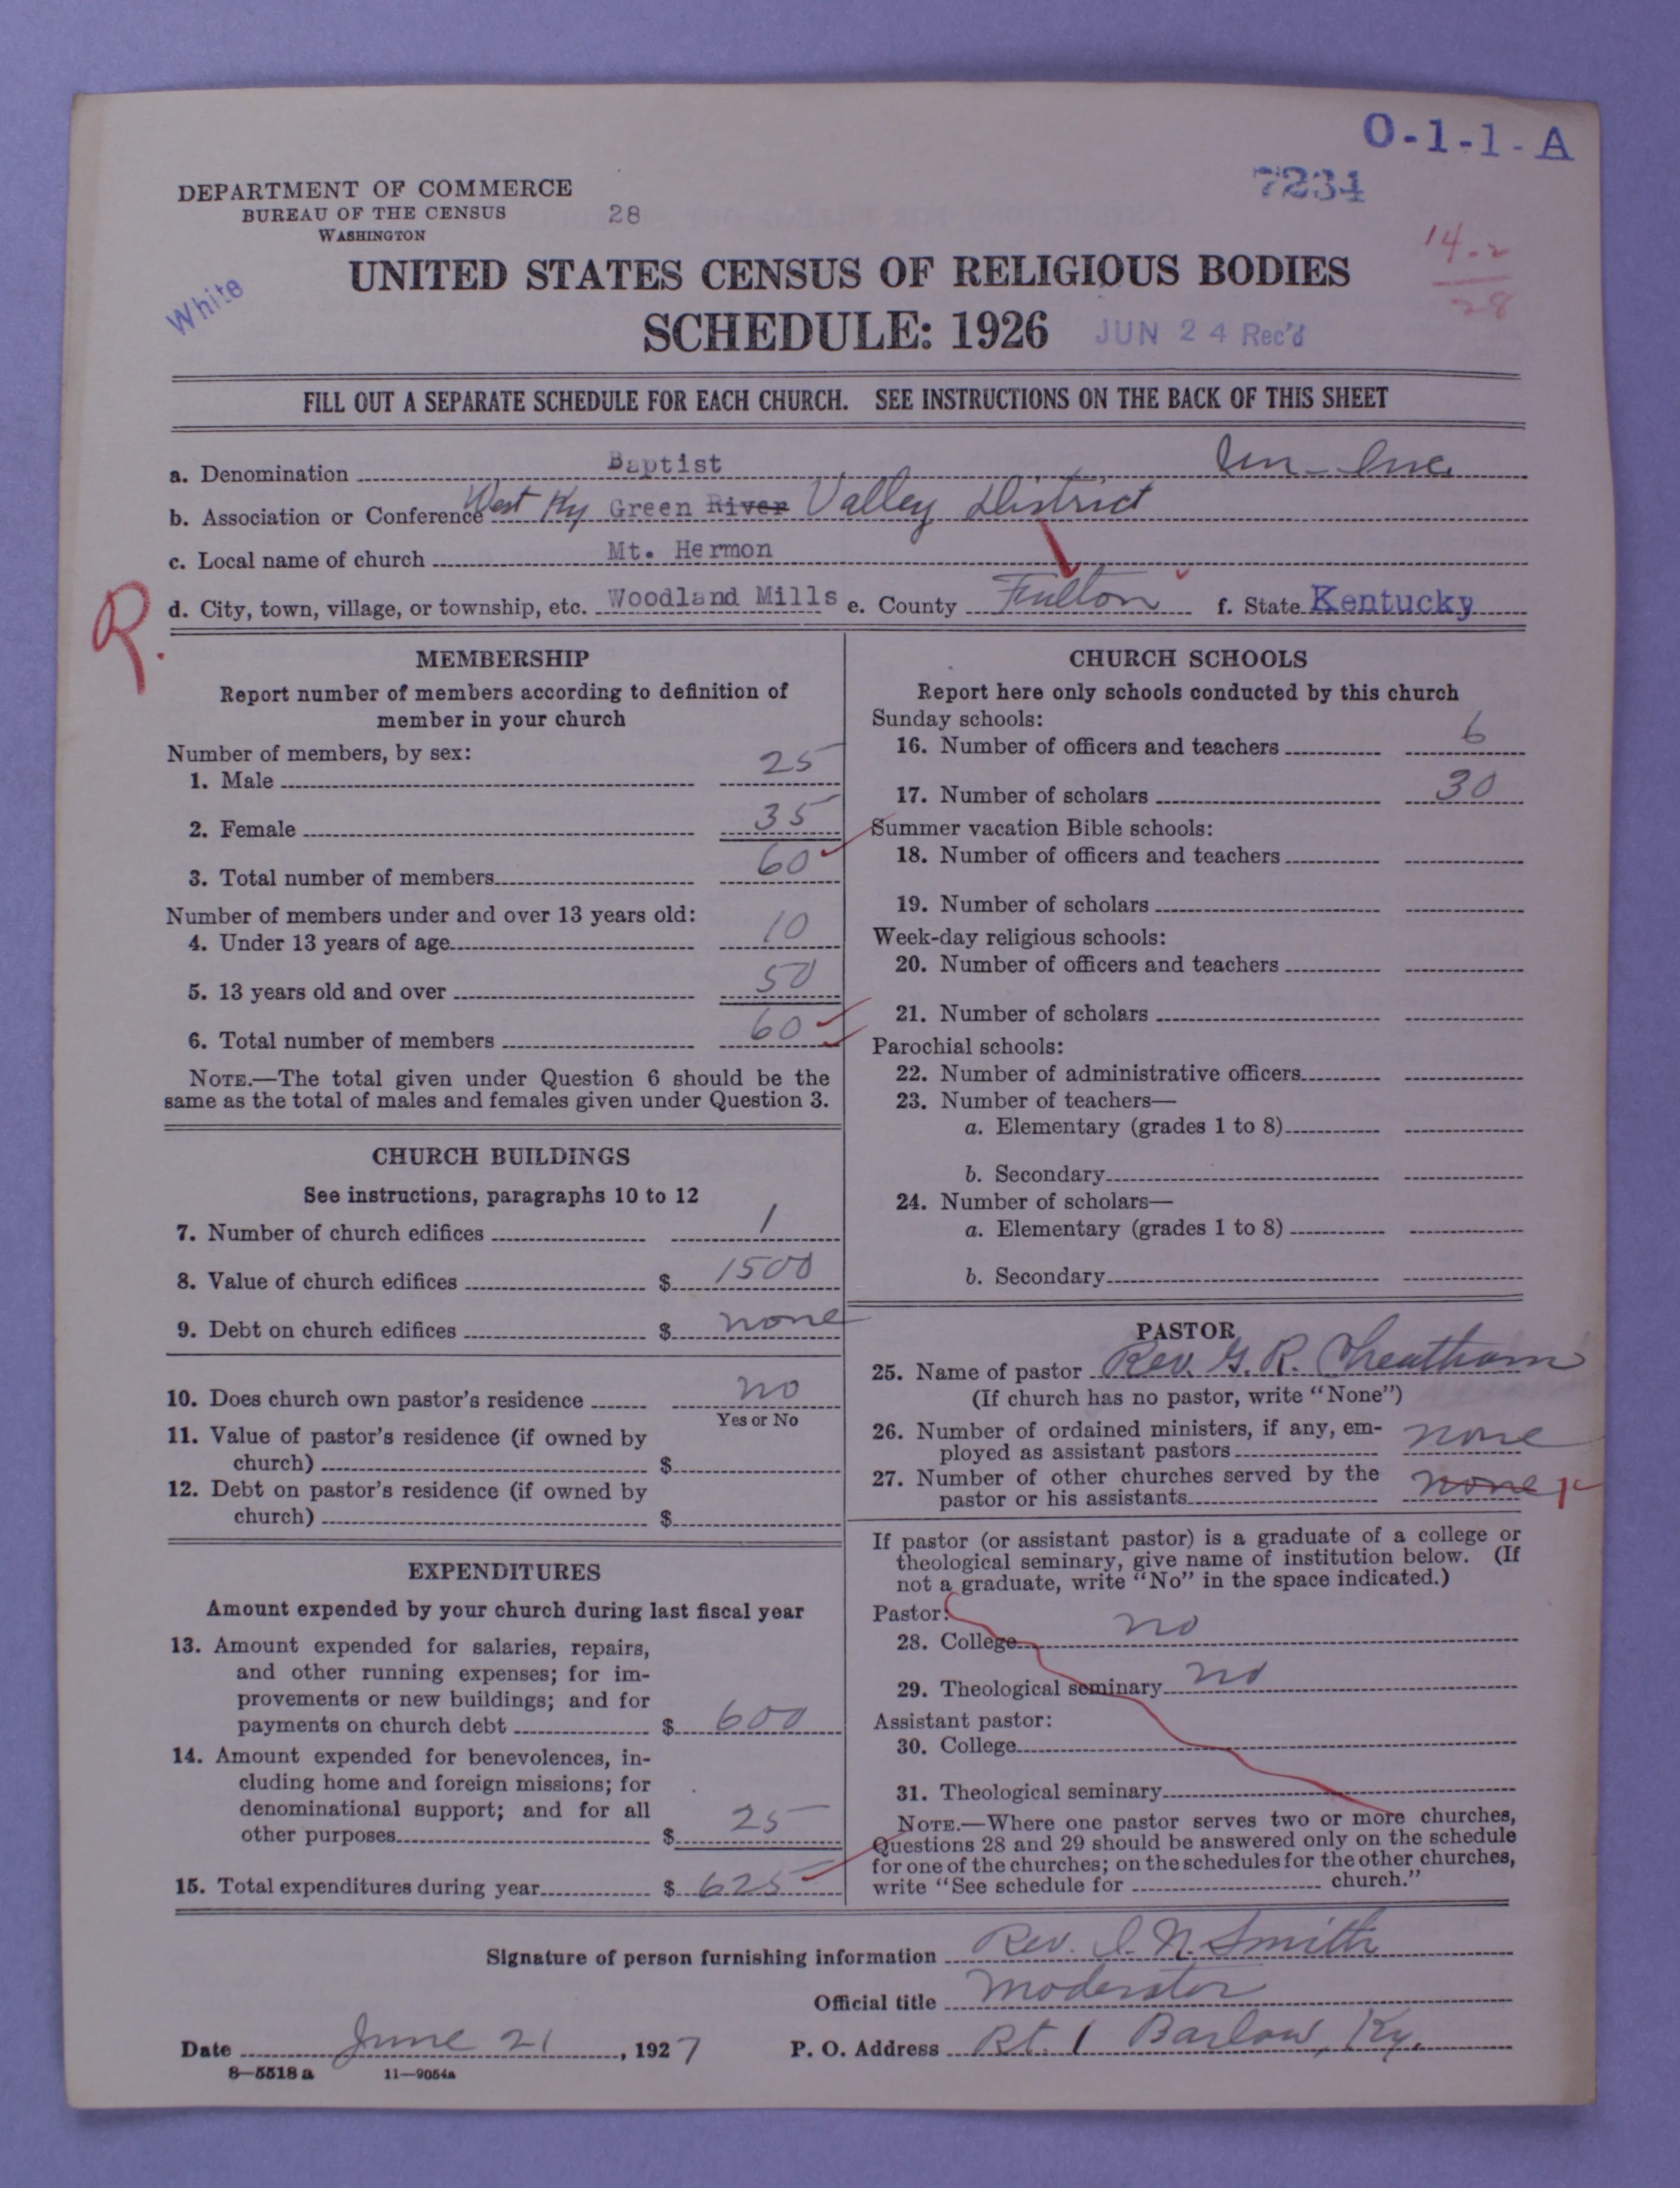 O-1-1-A
7234
DEPARTMENT OF COMMERCE
BUREAU OF THE CENSUS
WASHINGTON
28
14-2
28
White
UNITED STATES CENSUS OF RELIGIOUS BODIES
SCHEDULE: 1926
JUN 24 Rec'd
FILL OUT A SEPARATE SCHEDULE FOR EACH CHURCH. SEE INSTRUCTIONS ON THE BACK OF THIS SHEET
a. Denomination Baptist
b. Association or Conference West Ky Green River Valley District
c. Local name of church Mt. Hermon
R.
d. City, town, village, or township, etc. Woodland Mills e. County Fulton f. State Kentucky
MEMBERSHIP
Report number of members according to definition of
member in your church
Number of members, by sex:
1. Male 25
2. Female 35
3. Total number of members 60
Number of members under and over 13 years old:
4. Under 13 years of age 10
5. 13 years old and over 50
6. Total number of members 60
NOTE.—The total given under Question 6 should be the
same as the total of males and females given under Question 3.
CHURCH BUILDINGS
See instructions, paragraphs 10 to 12
7. Number of church edifices 1
8. Value of church edifices $ 1500
9. Debt on church edifices $ none
10. Does church own pastor's residence no
Yes or No
11. Value of pastor's residence (if owned by
church) $
12. Debt on pastor's residence (if owned by
church) $
EXPENDITURES
Amount expended by your church during last fiscal year
13. Amount expended for salaries, repairs,
and other running expenses; for im-
provements or new buildings; and for
payments on church debt $ 600
14. Amount expended for benevolences, in-
cluding home and foreign missions; for
denominational support; and for all
other purposes $ 25
15. Total expenditures during year $ 625
CHURCH SCHOOLS
Report here only schools conducted by this church
Sunday schools:
16. Number of officers and teachers 6
17. Number of scholars 30
Summer vacation Bible schools:
18. Number of officers and teachers
19. Number of scholars
Week-day religious schools:
20. Number of officers and teachers
21. Number of scholars
Parochial schools:
22. Number of administrative officers
23. Number of teachers—
a. Elementary (grades 1 to 8)
b. Secondary
24. Number of scholars—
a. Elementary (grades 1 to 8)
b. Secondary
PASTOR
25. Name of pastor Rev. G. R. Cheatham
(If church has no pastor, write "None")
26. Number of ordained ministers, if any, em-
ployed as assistant pastors none
27. Number of other churches served by the
pastor or his assistants none
If pastor (or assistant pastor) is a graduate of a college or
theological seminary, give name of institution below. (If
not a graduate, write "No" in the space indicated.)
Pastor:
28. College no
29. Theological seminary no
Assistant pastor:
30. College
31. Theological seminary
NOTE.—Where one pastor serves two or more churches,
Questions 28 and 29 should be answered only on the schedule
for one of the churches; on the schedules for the other churches,
write "See schedule for church."
Signature of person furnishing information Rev. I. N. Smith
Official title Moderator
Date June 21, 1927 P. O. Address Rt. 1 Barlow, Ky.
8—5518 a 11—9054a